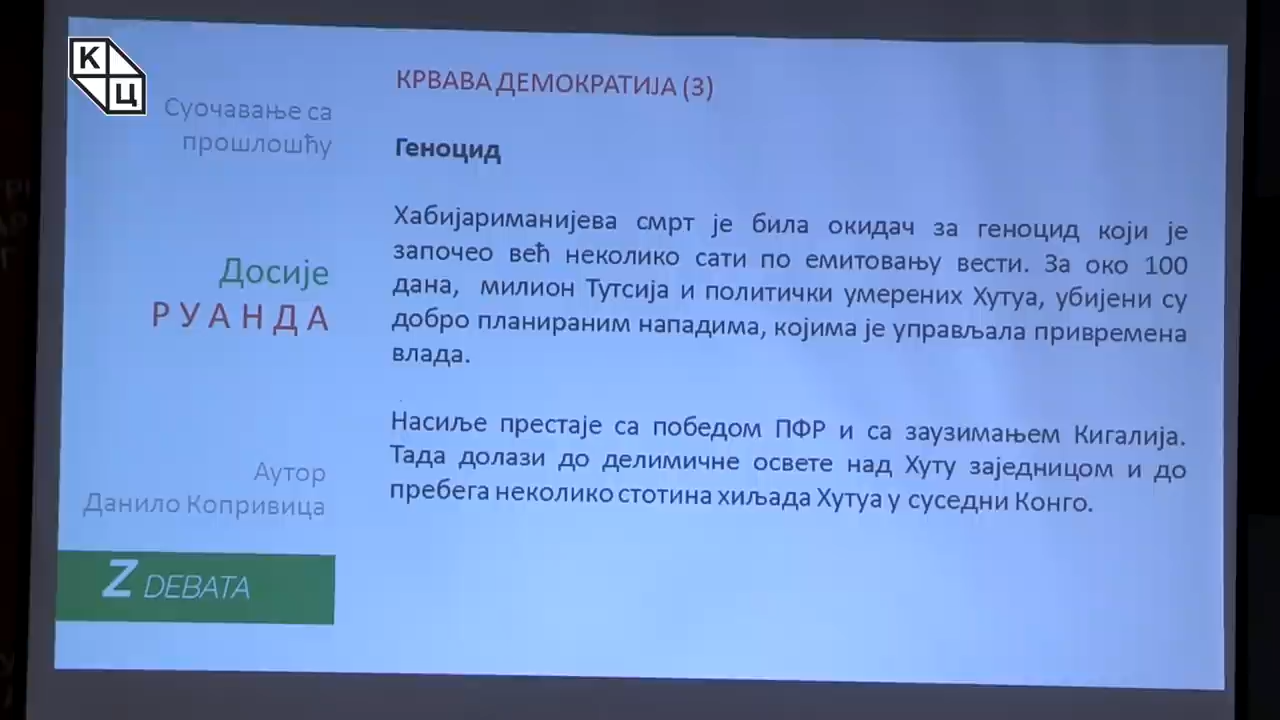 К
Ц
Суочавање са
прошлошћу
Досије
РУАНДА
Аутор
Данило Копривица
Z DEBATA
КРВАВА ДЕМОКРАТИЈА (3)
Геноцид
Хабијариманијева смрт је била окидач за геноцид који је
започео већ неколико сати по емитовању вести. За око 100
дана, милион Тутсија и политички умерених Хутуа, убијени су
добро планираним нападима, којима је управљала привремена
влада.
Насиље престаје са победом ПФР и са заузимањем Кигалија.
Тада долази до делимичне освете над Хуту заједницом и до
пребега неколико стотина хиљада Хутуа у суседни Конго.